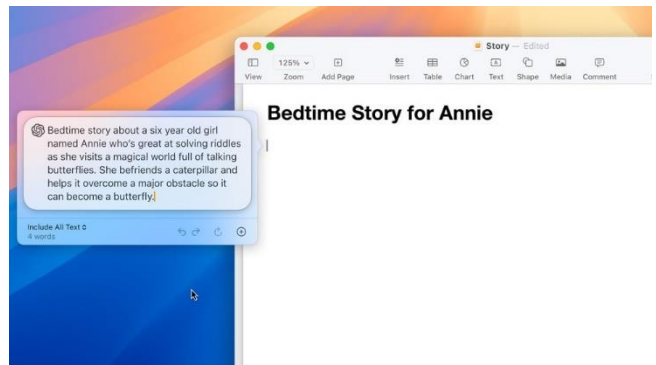 Story — Edited
125%
View
Zoom
Add Page
Insert
Table
Chart
Text
Shape
Media
Comment
Bedtime Story for Annie
Bedtime story about a six year old girl
named Annie who's great at solving riddles
as she visits a magical world full of talking
butterflies. She befriends a caterpillar and
helps it overcome a major obstacle so it
can become a butterfly.
Include All Text
4 words